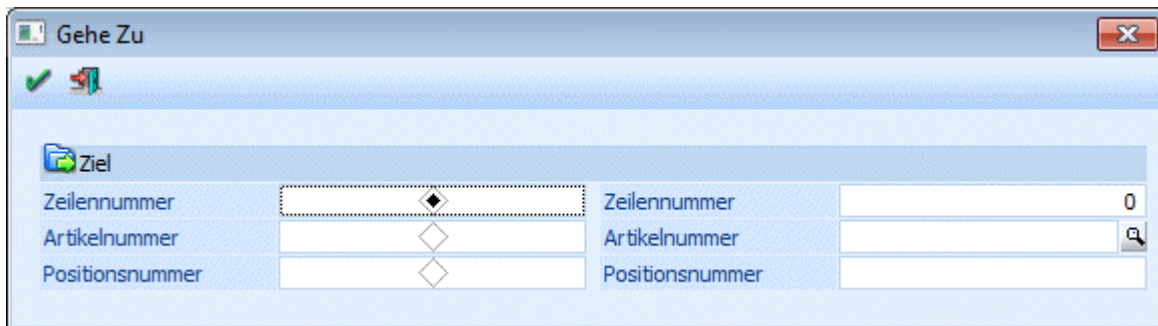 Gehe Zu
Ziel
Zeilennummer Zeilennummer 0
Artikelnummer Artikelnummer
Positionsnummer Positionsnummer